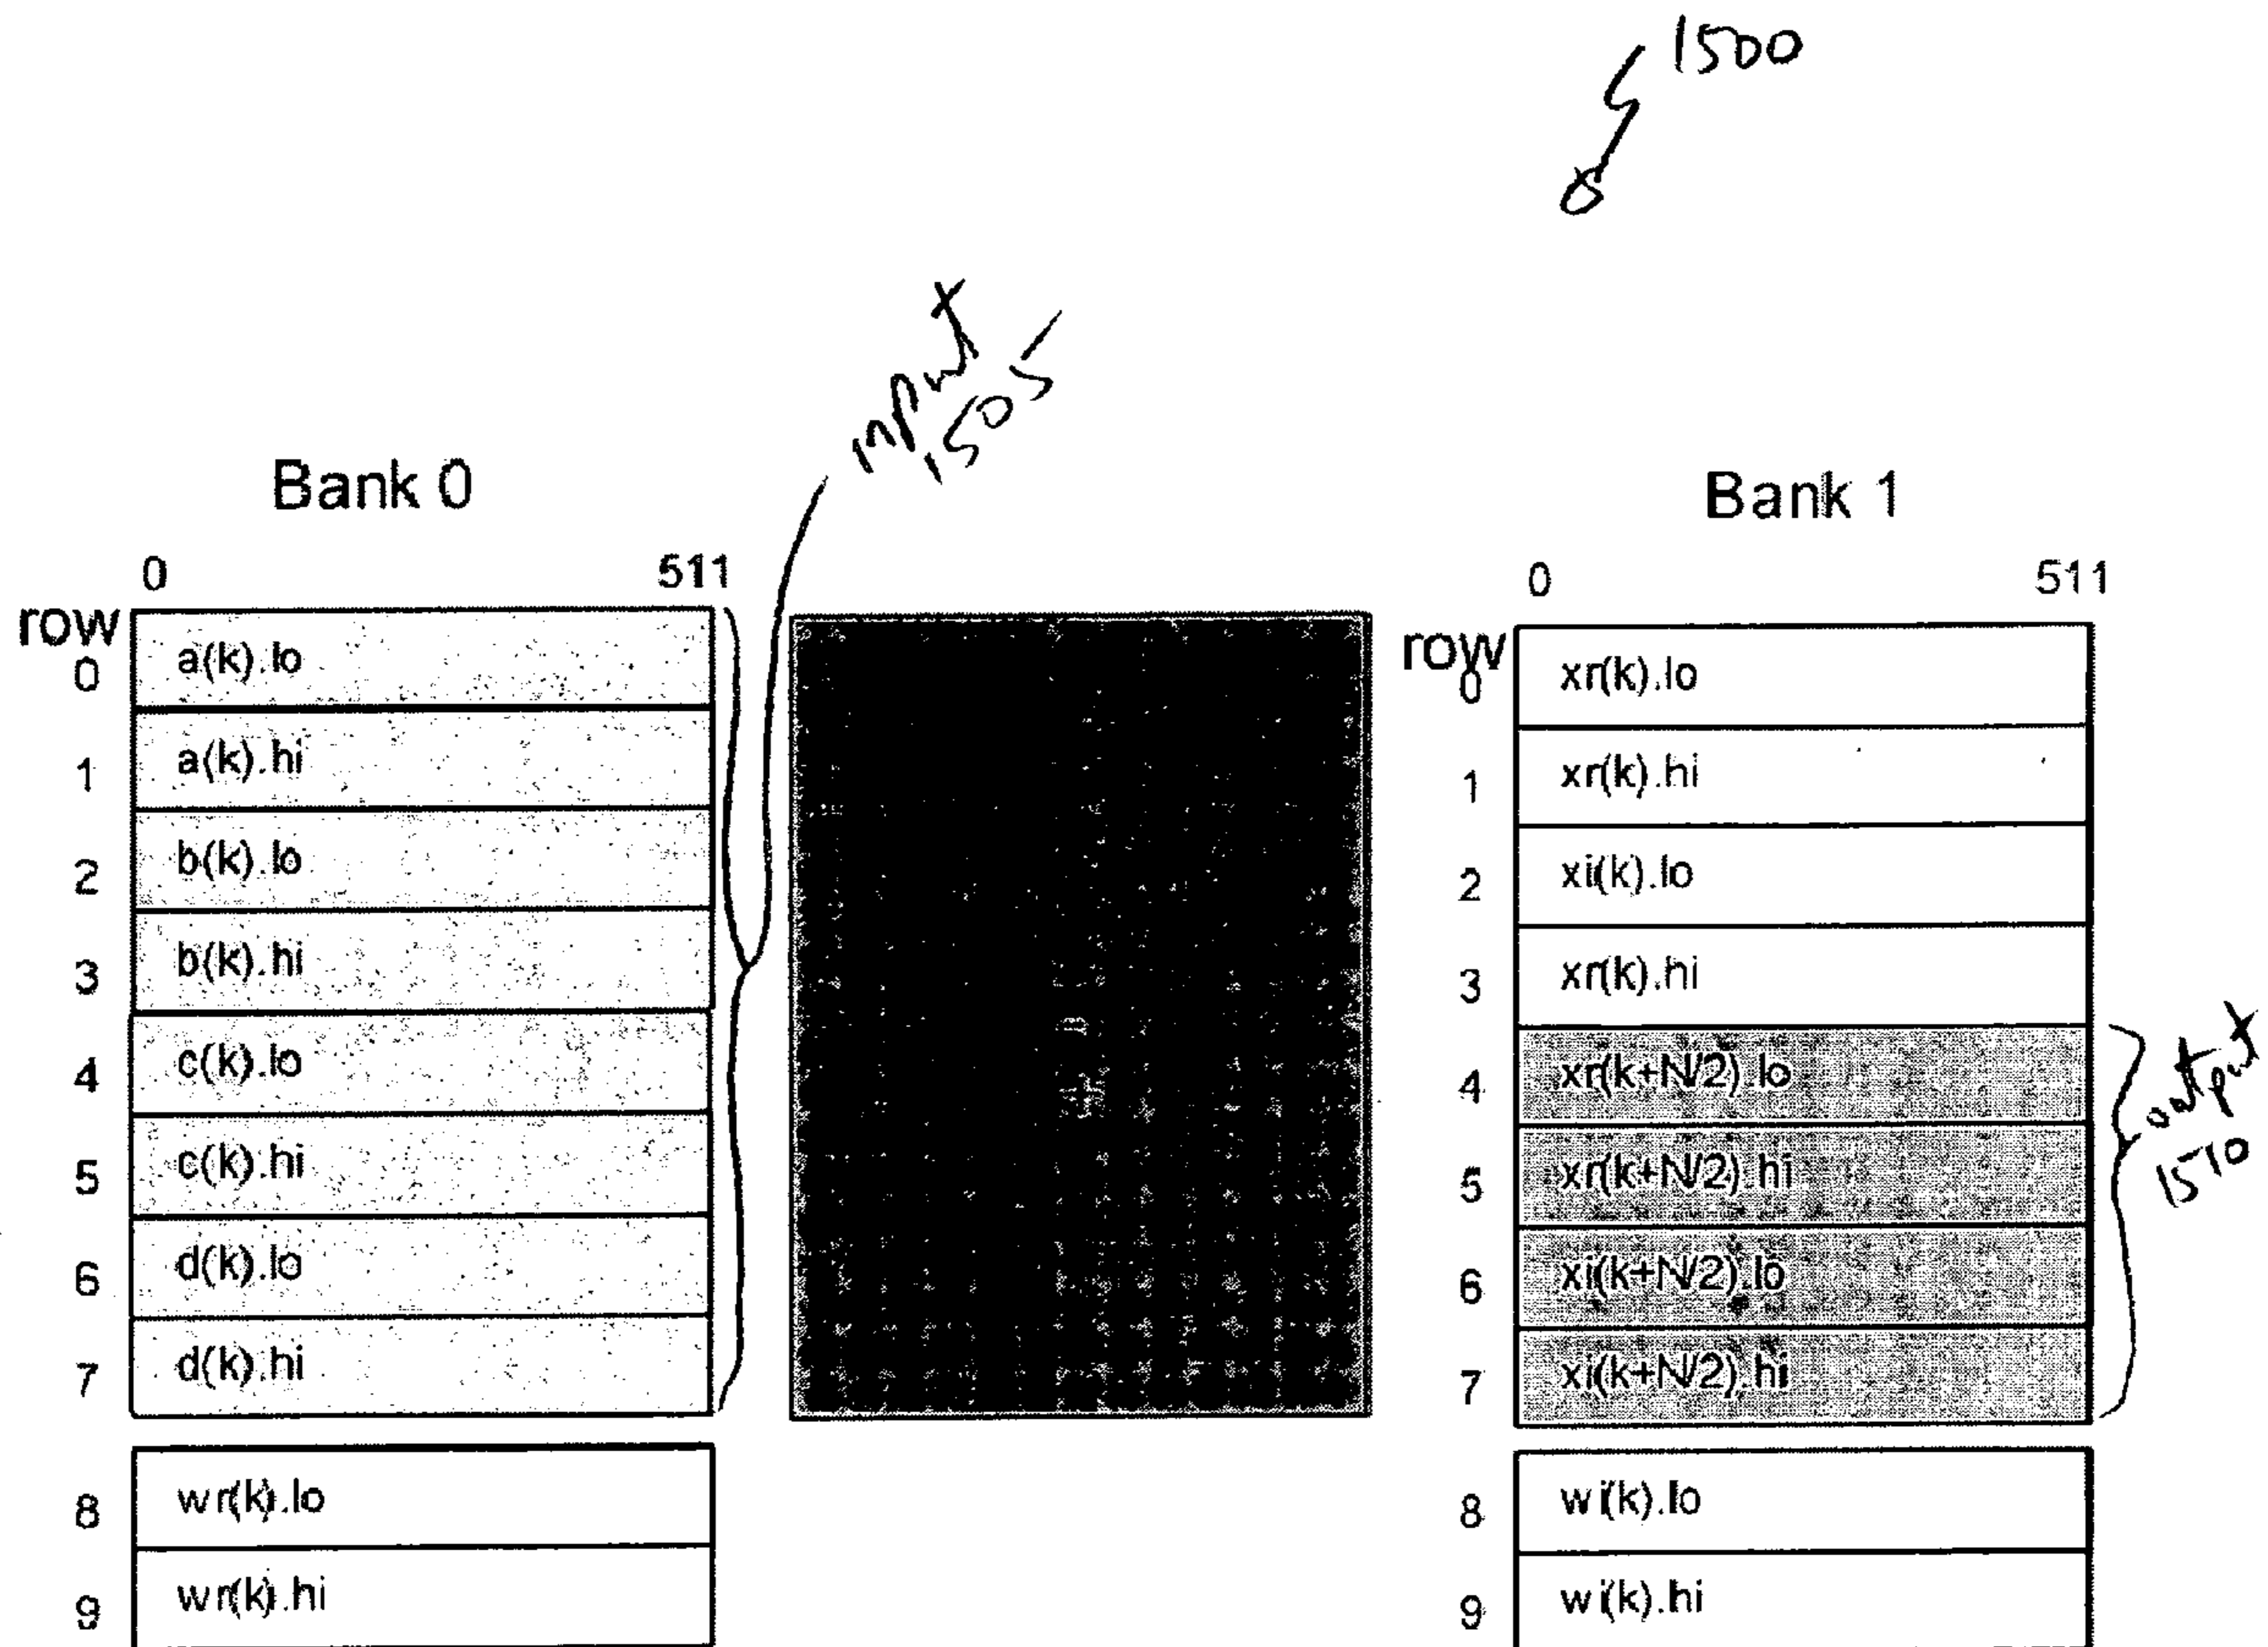 1500
input
1505
Bank 0
0 511
row
0 a(k).lo
1 a(k).hi
2 b(k).lo
3 b(k).hi
4 c(k).lo
5 c(k).hi
6 d(k).lo
7 d(k).hi
8 wr(k).lo
9 wr(k).hi
Bank 1
0 511
row
0 xr(k).lo
1 xr(k).hi
2 xi(k).lo
3 xr(k).hi
4 xr(k+N/2).lo
5 xr(k+N/2).hi
6 xi(k+N/2).lo
7 xi(k+N/2).hi
output
1510
8 wi(k).lo
9 wi(k).hi